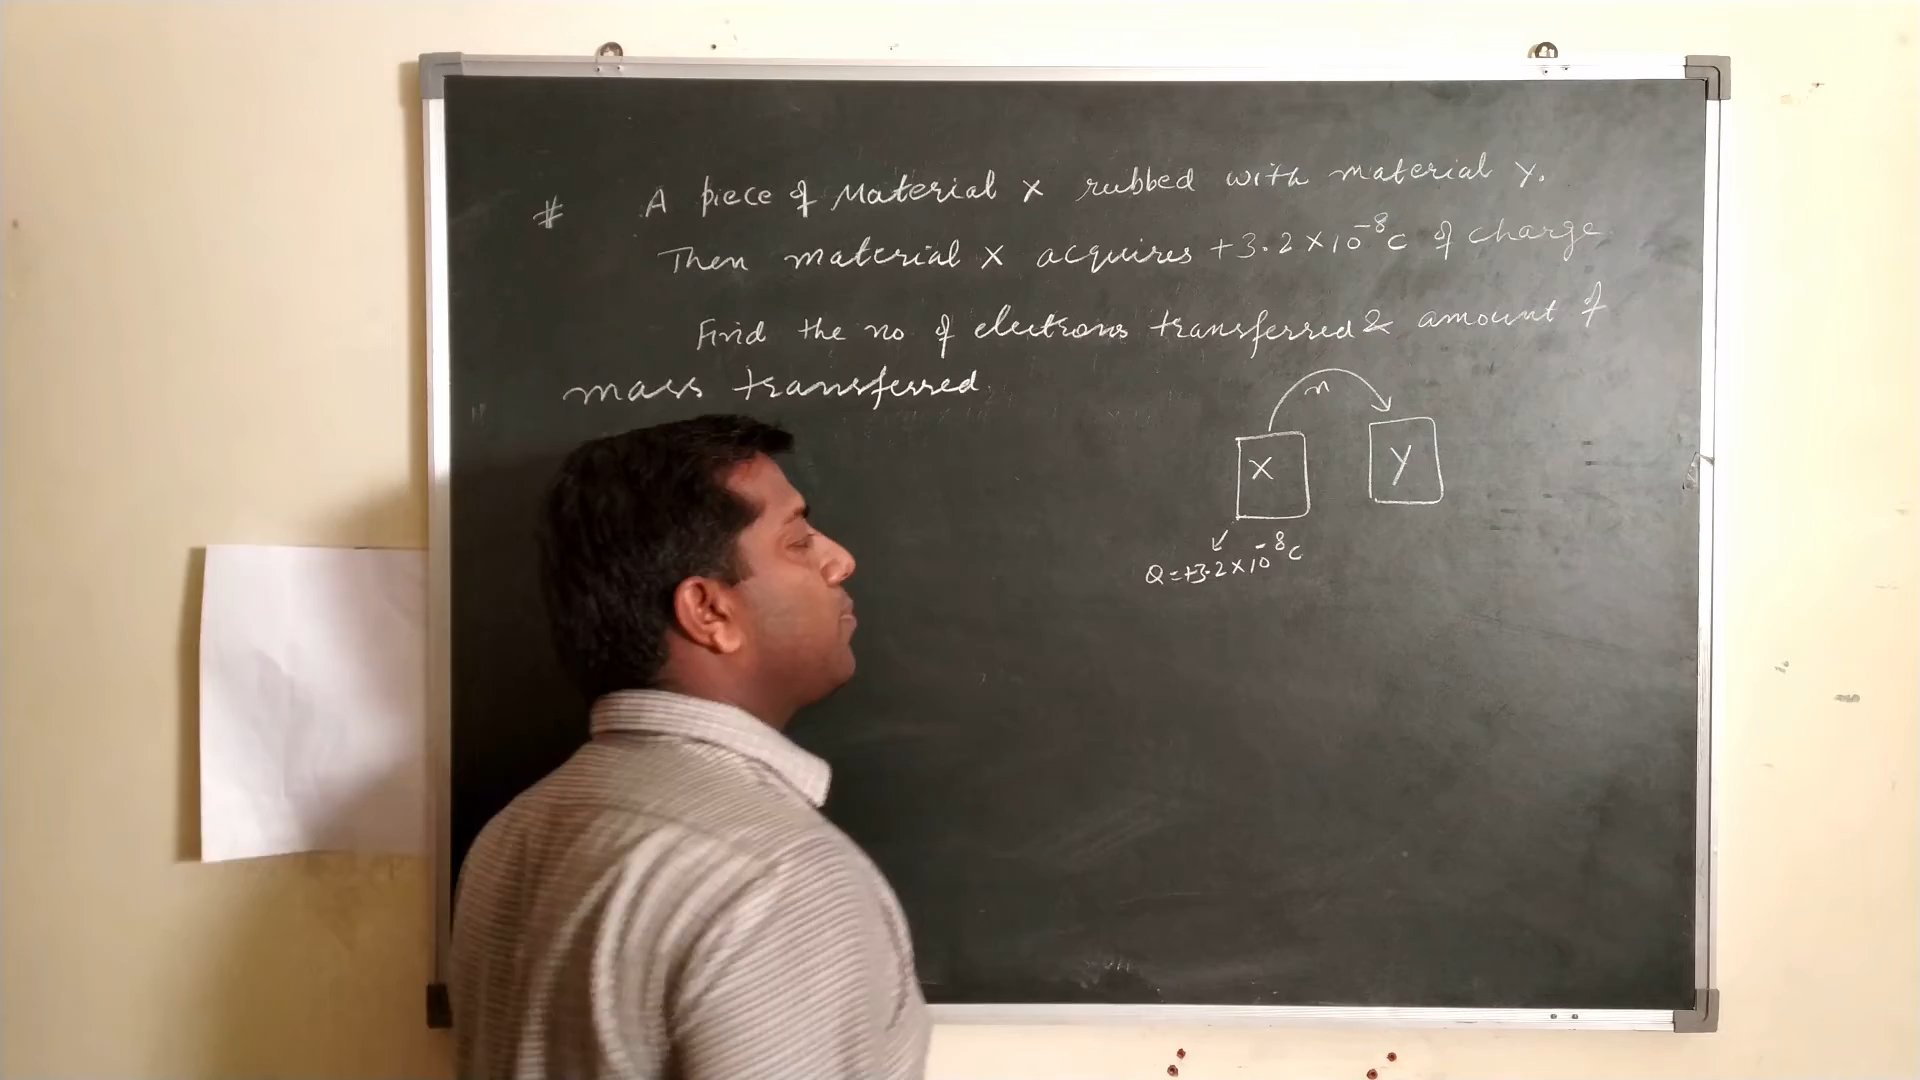 # A piece of Material X rubbed with material Y.
Then material X acquires +3.2×10⁻⁸C of charge
Find the no of electrons transferred & amount of
mass transferred
n
X
Y
Q=+3.2×10⁻⁸C